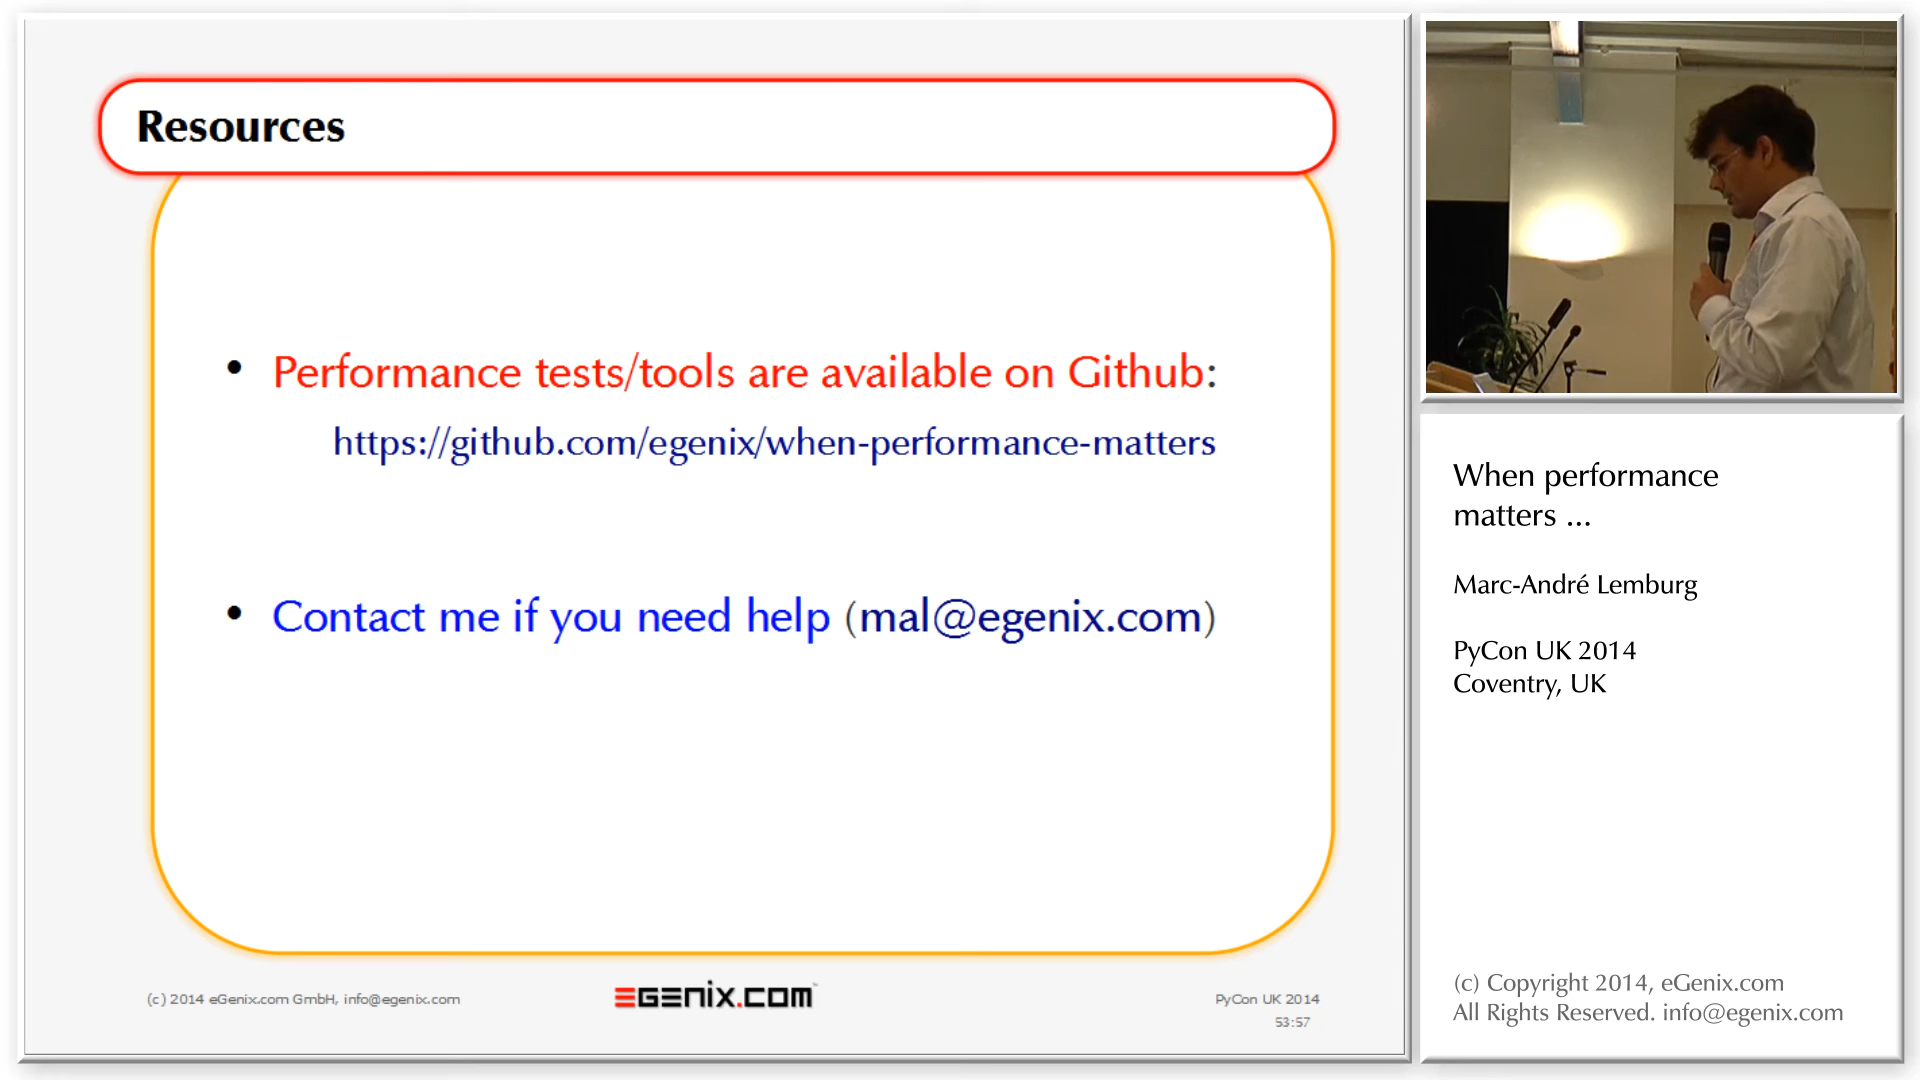 Resources
• Performance tests/tools are available on Github:
https://github.com/egenix/when-performance-matters
• Contact me if you need help (mal@egenix.com)
(c) 2014 eGenix.com GmbH, info@egenix.com
EGENIX.COM
PyCon UK 2014
53:57
When performance
matters ...
Marc-André Lemburg
PyCon UK 2014
Coventry, UK
(c) Copyright 2014, eGenix.com
All Rights Reserved. info@egenix.com